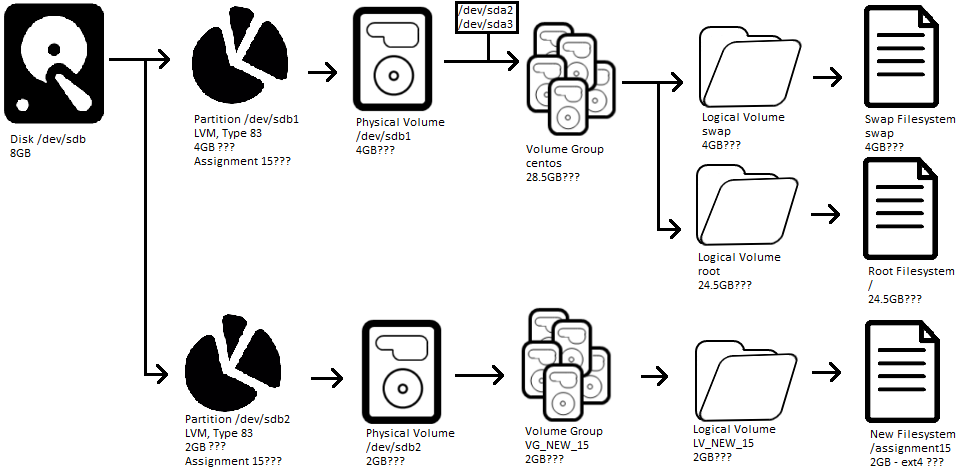 /dev/sda2
/dev/sda3
Disk /dev/sdb
8GB
Partition /dev/sdb1
LVM, Type 83
4GB ???
Assignment 15???
Physical Volume
/dev/sdb1
4GB???
Volume Group
centos
28.5GB???
Logical Volume
swap
4GB???
Swap Filesystem
swap
4GB???
Logical Volume
root
24.5GB???
Root Filesystem
/
24.5GB???
Partition /dev/sdb2
LVM, Type 83
2GB ???
Assignment 15???
Physical Volume
/dev/sdb2
2GB???
Volume Group
VG_NEW_15
2GB???
Logical Volume
LV_NEW_15
2GB???
New Filesystem
/assignment15
2GB - ext4 ???